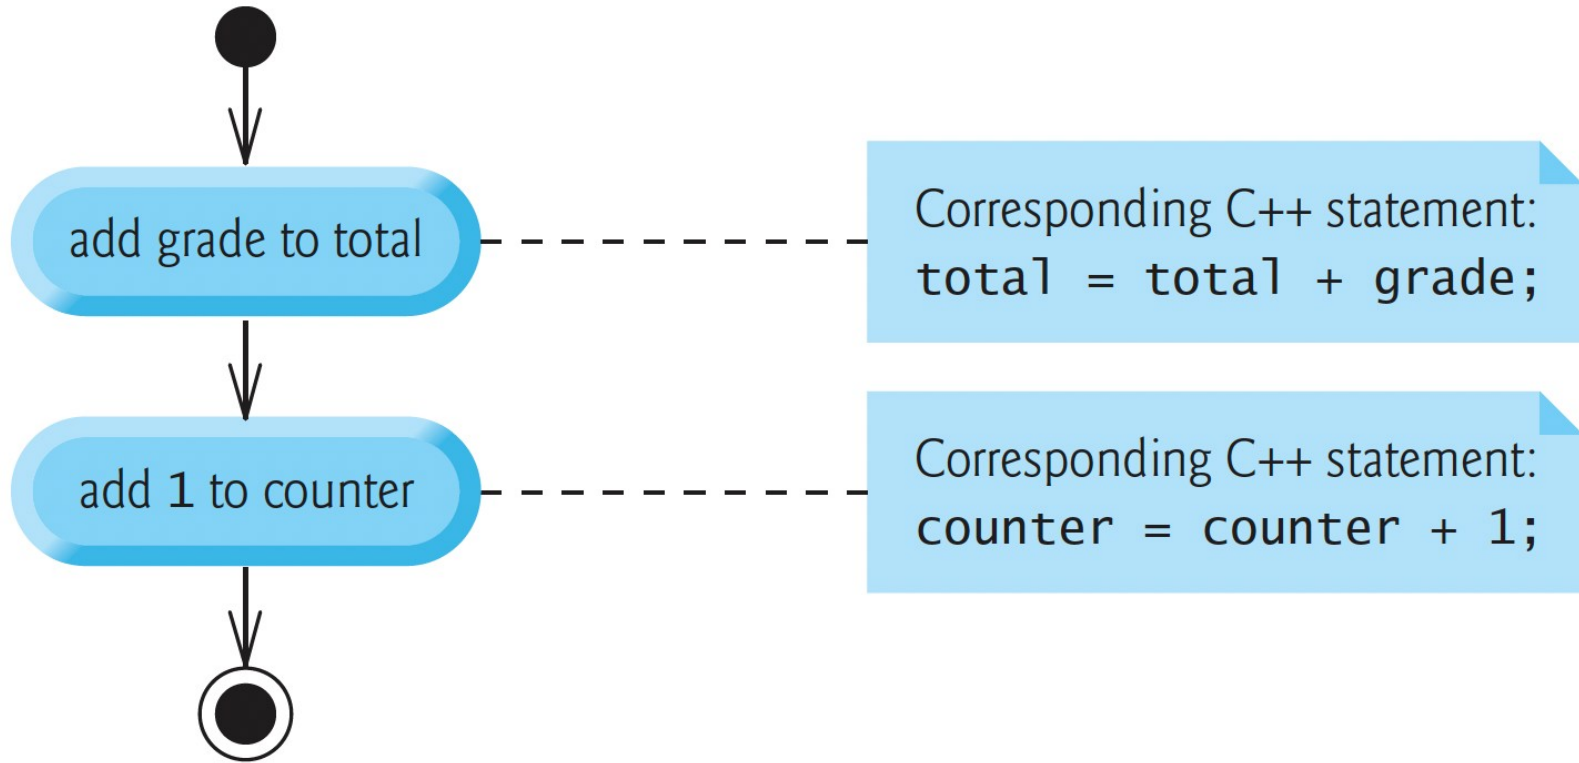 add grade to total
Corresponding C++ statement:
total = total + grade;
add 1 to counter
Corresponding C++ statement:
counter = counter + 1;